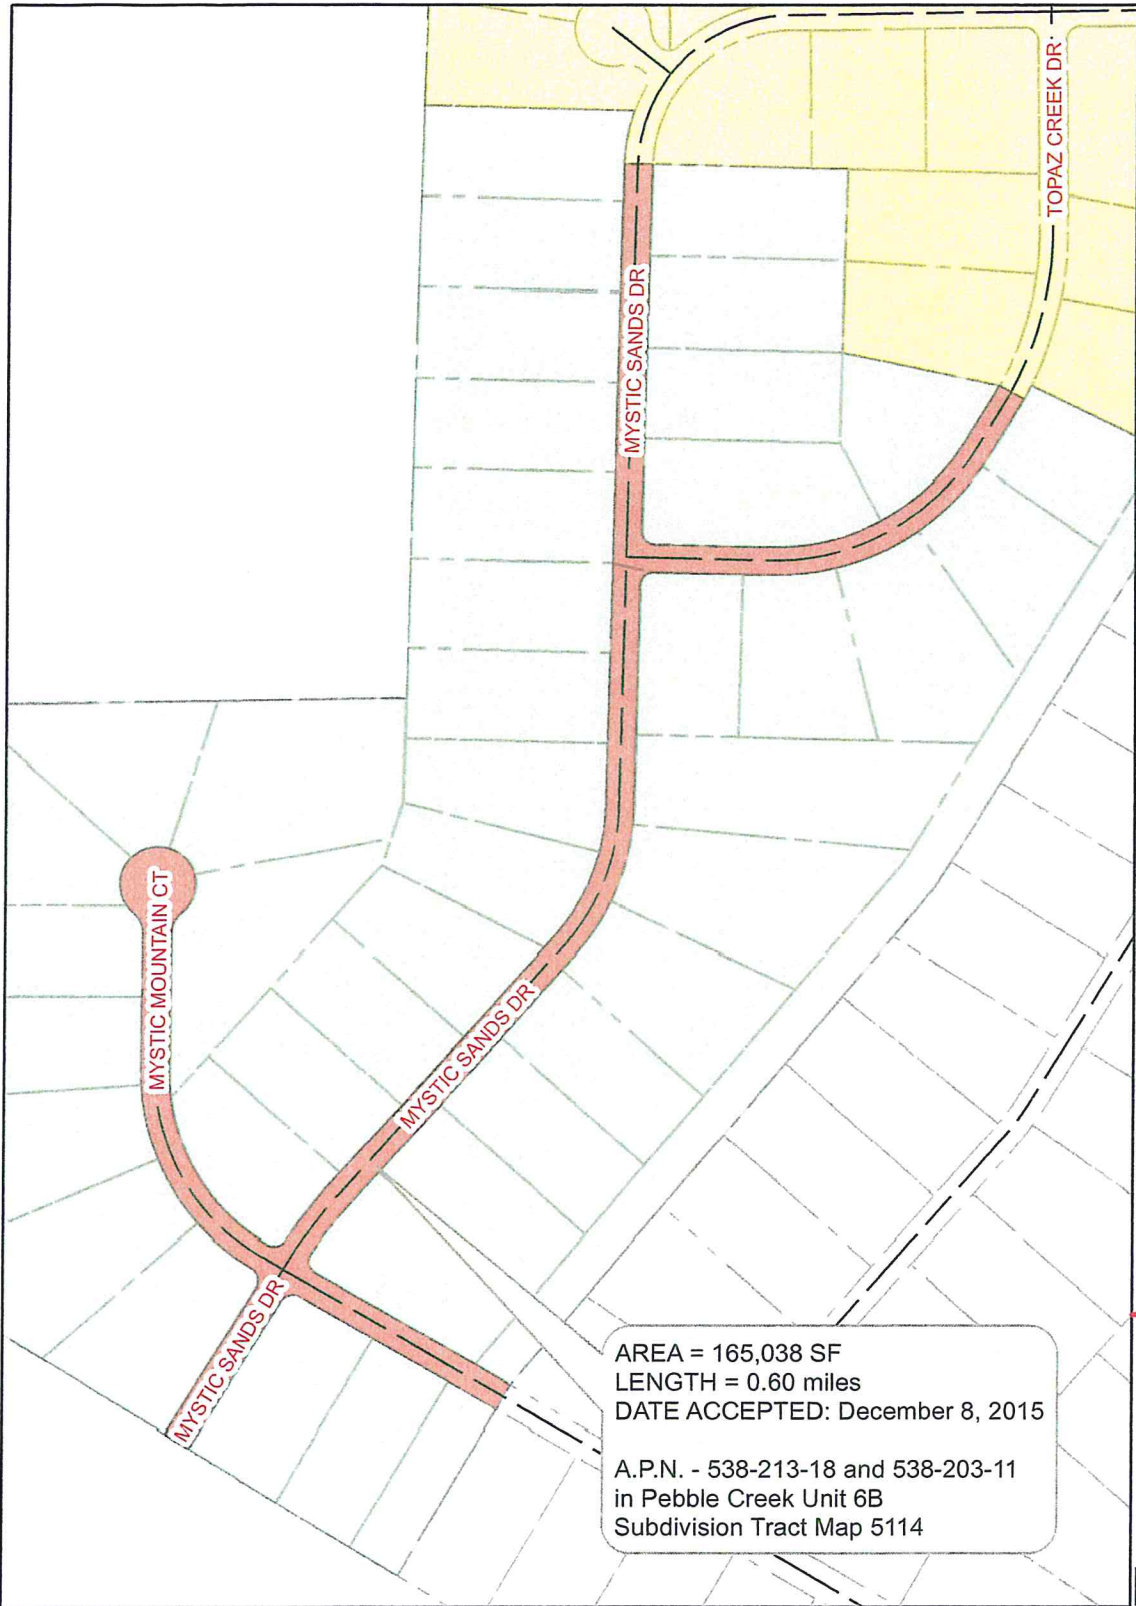 TOPAZ CREEK DR.
MYSTIC SANDS DR
MYSTIC MOUNTAIN CT
MYSTIC SANDS DR
MYSTIC SANDS DR
AREA = 165,038 SF
LENGTH = 0.60 miles
DATE ACCEPTED: December 8, 2015
A.P.N. - 538-213-18 and 538-203-11
in Pebble Creek Unit 6B
Subdivision Tract Map 5114